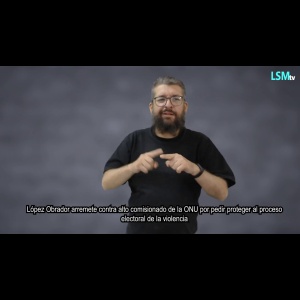 LSMtv
López Obrador arremete contra alto comisionado de la ONU por pedir proteger al proceso
electoral de la violencia